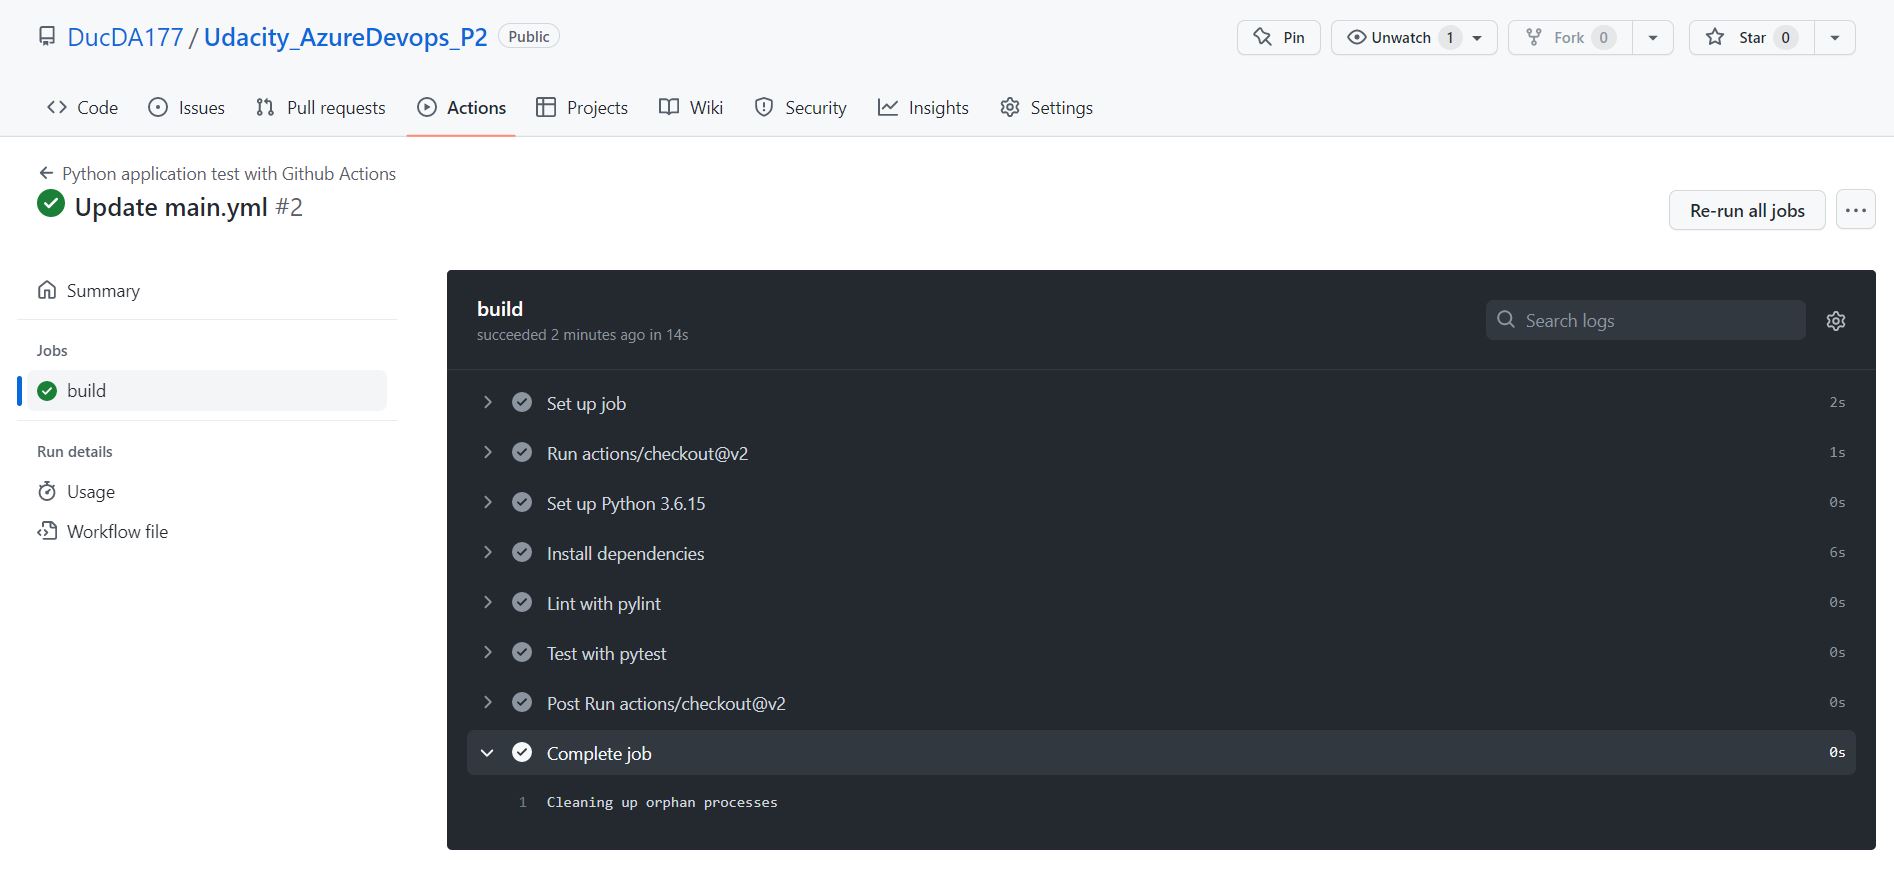 DucDA177 / Udacity_AzureDevops_P2 Public
Pin
Unwatch 1
Fork 0
Star 0
Code
Issues
Pull requests
Actions
Projects
Wiki
Security
Insights
Settings
Python application test with Github Actions
Update main.yml #2
Re-run all jobs
Summary
Jobs
build
Run details
Usage
Workflow file
build
succeeded 2 minutes ago in 14s
Search logs
Set up job 2s
Run actions/checkout@v2 1s
Set up Python 3.6.15 0s
Install dependencies 6s
Lint with pylint 0s
Test with pytest 0s
Post Run actions/checkout@v2 0s
Complete job 0s
1 Cleaning up orphan processes